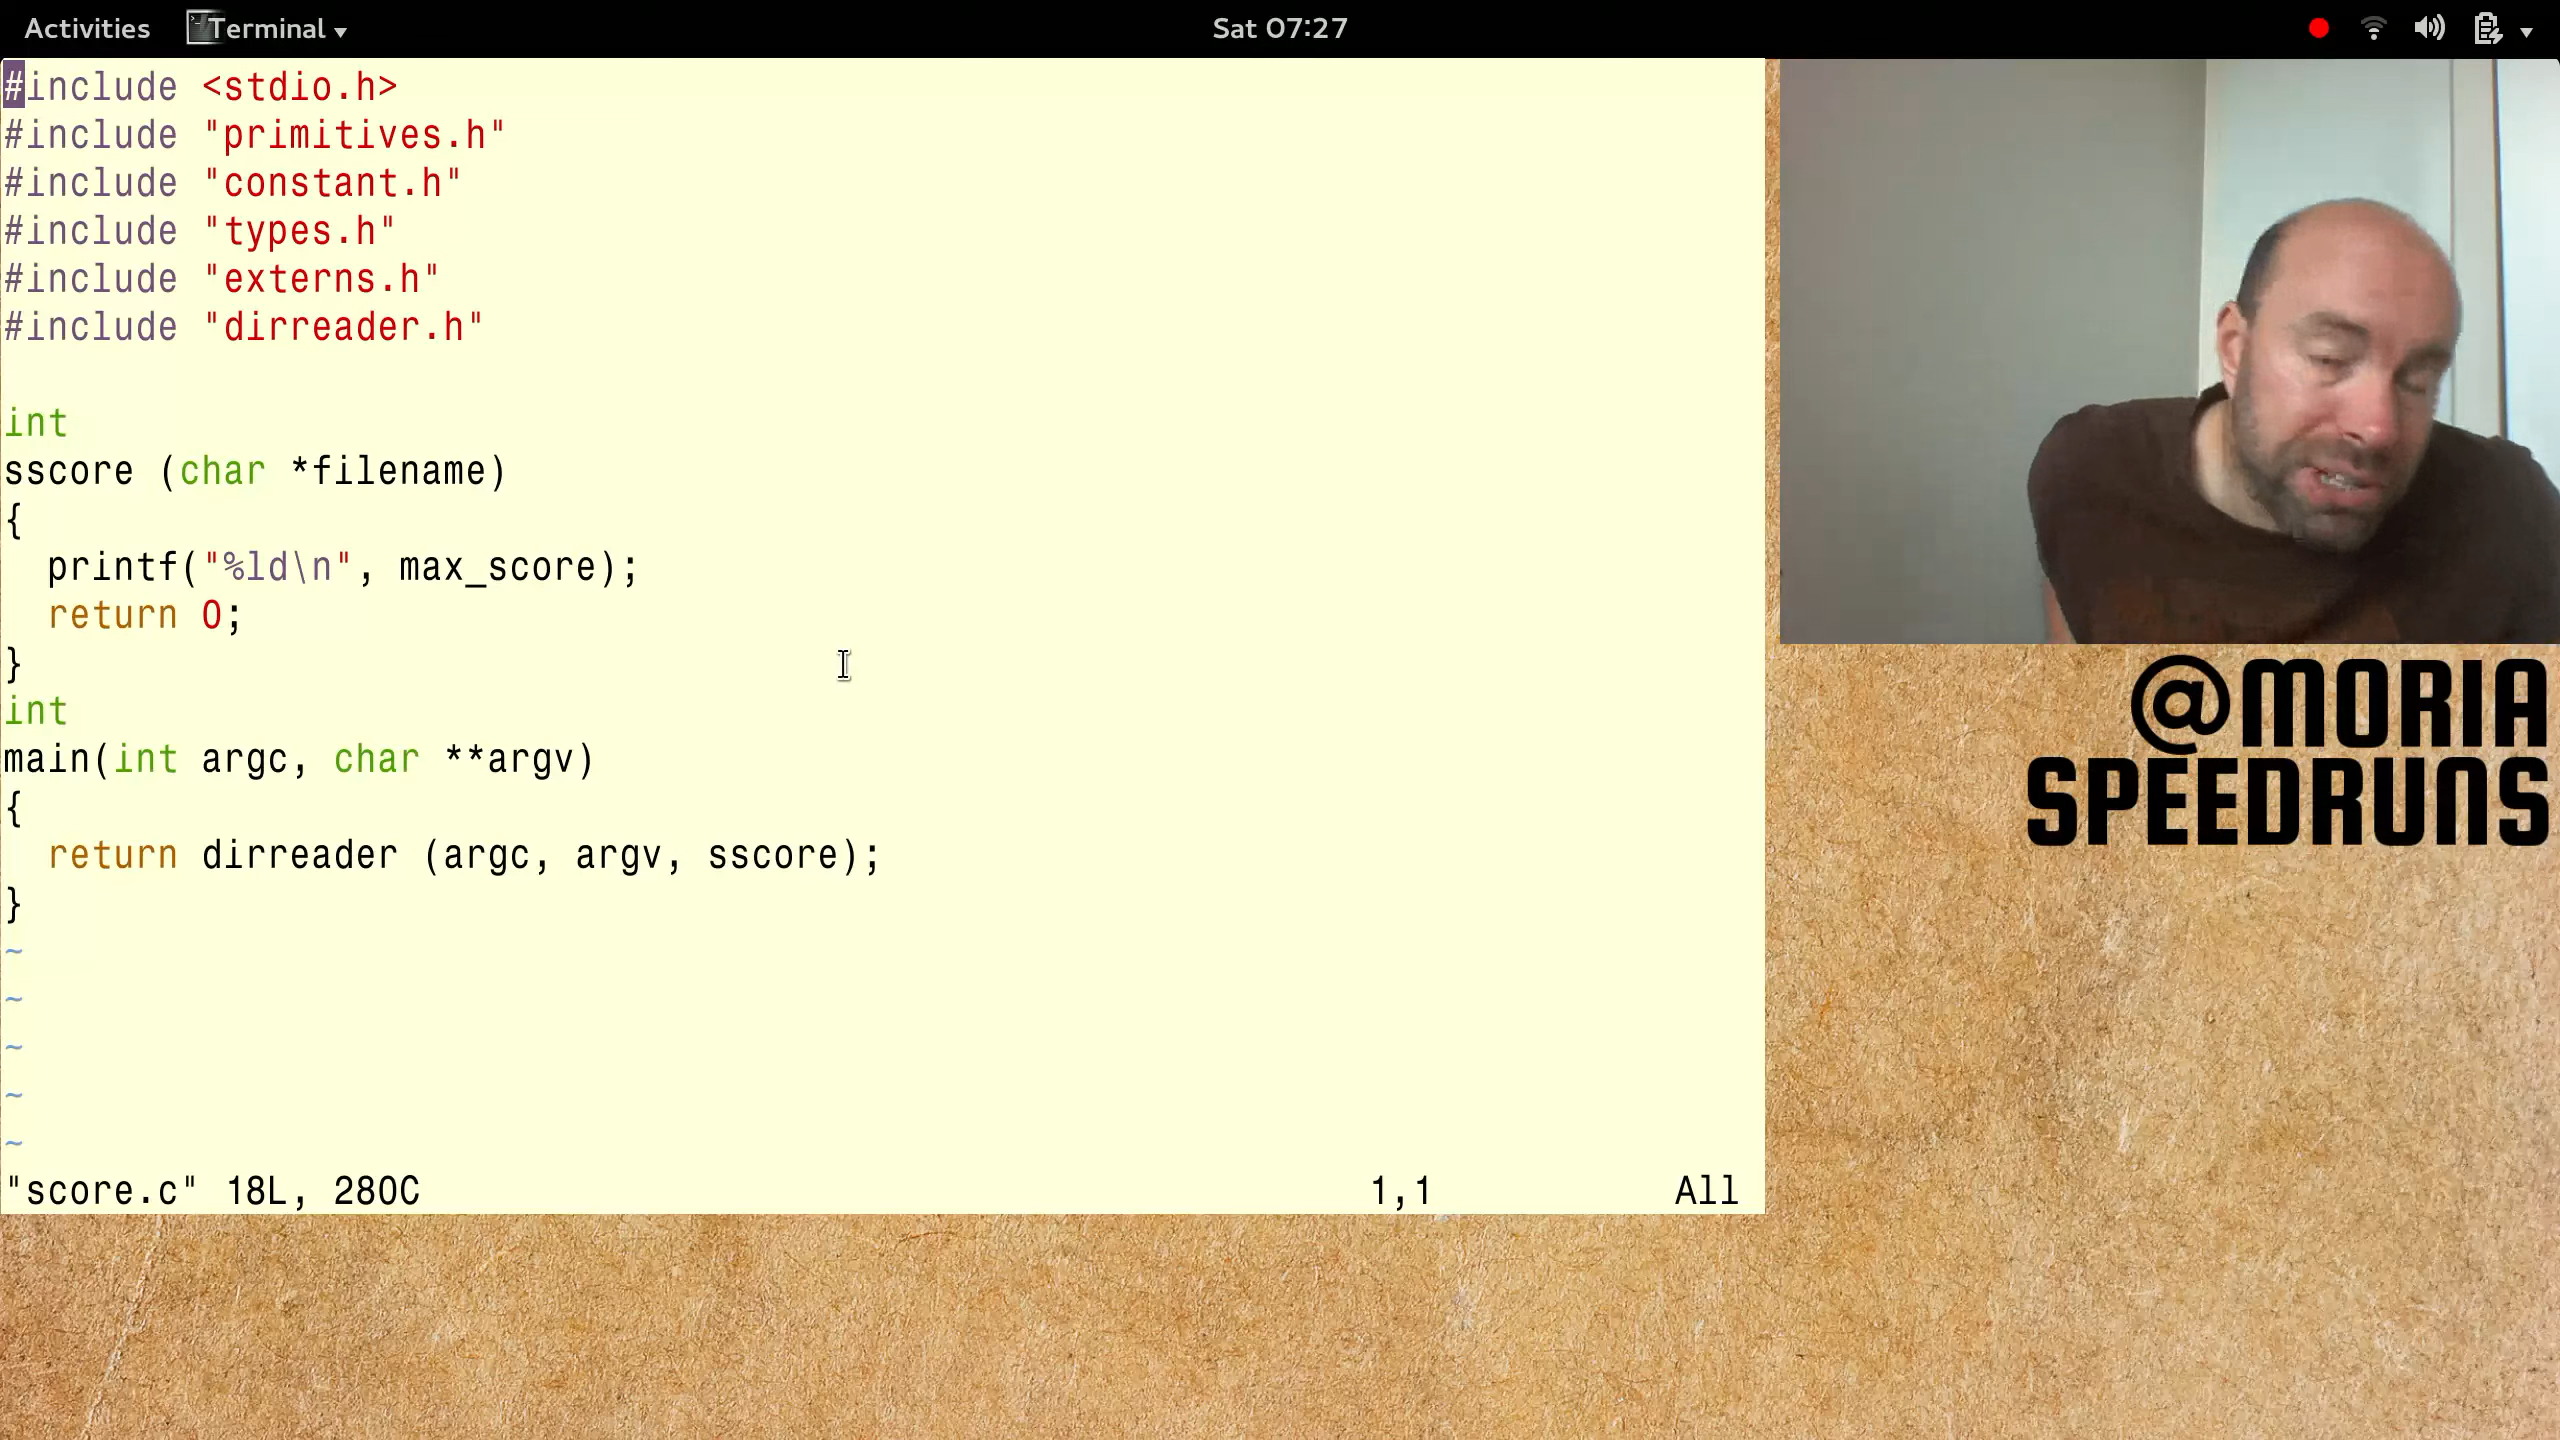 Activities Terminal Sat 07:27
#include <stdio.h>
#include "primitives.h"
#include "constant.h"
#include "types.h"
#include "externs.h"
#include "dirreader.h"
int
sscore (char *filename)
{
  printf("%ld\n", max_score);
  return 0;
}
int
main(int argc, char **argv)
{
  return dirreader (argc, argv, sscore);
}
~
~
~
~
~
"score.c" 18L, 280C 1,1 All
@MORIA
SPEEDRUNS